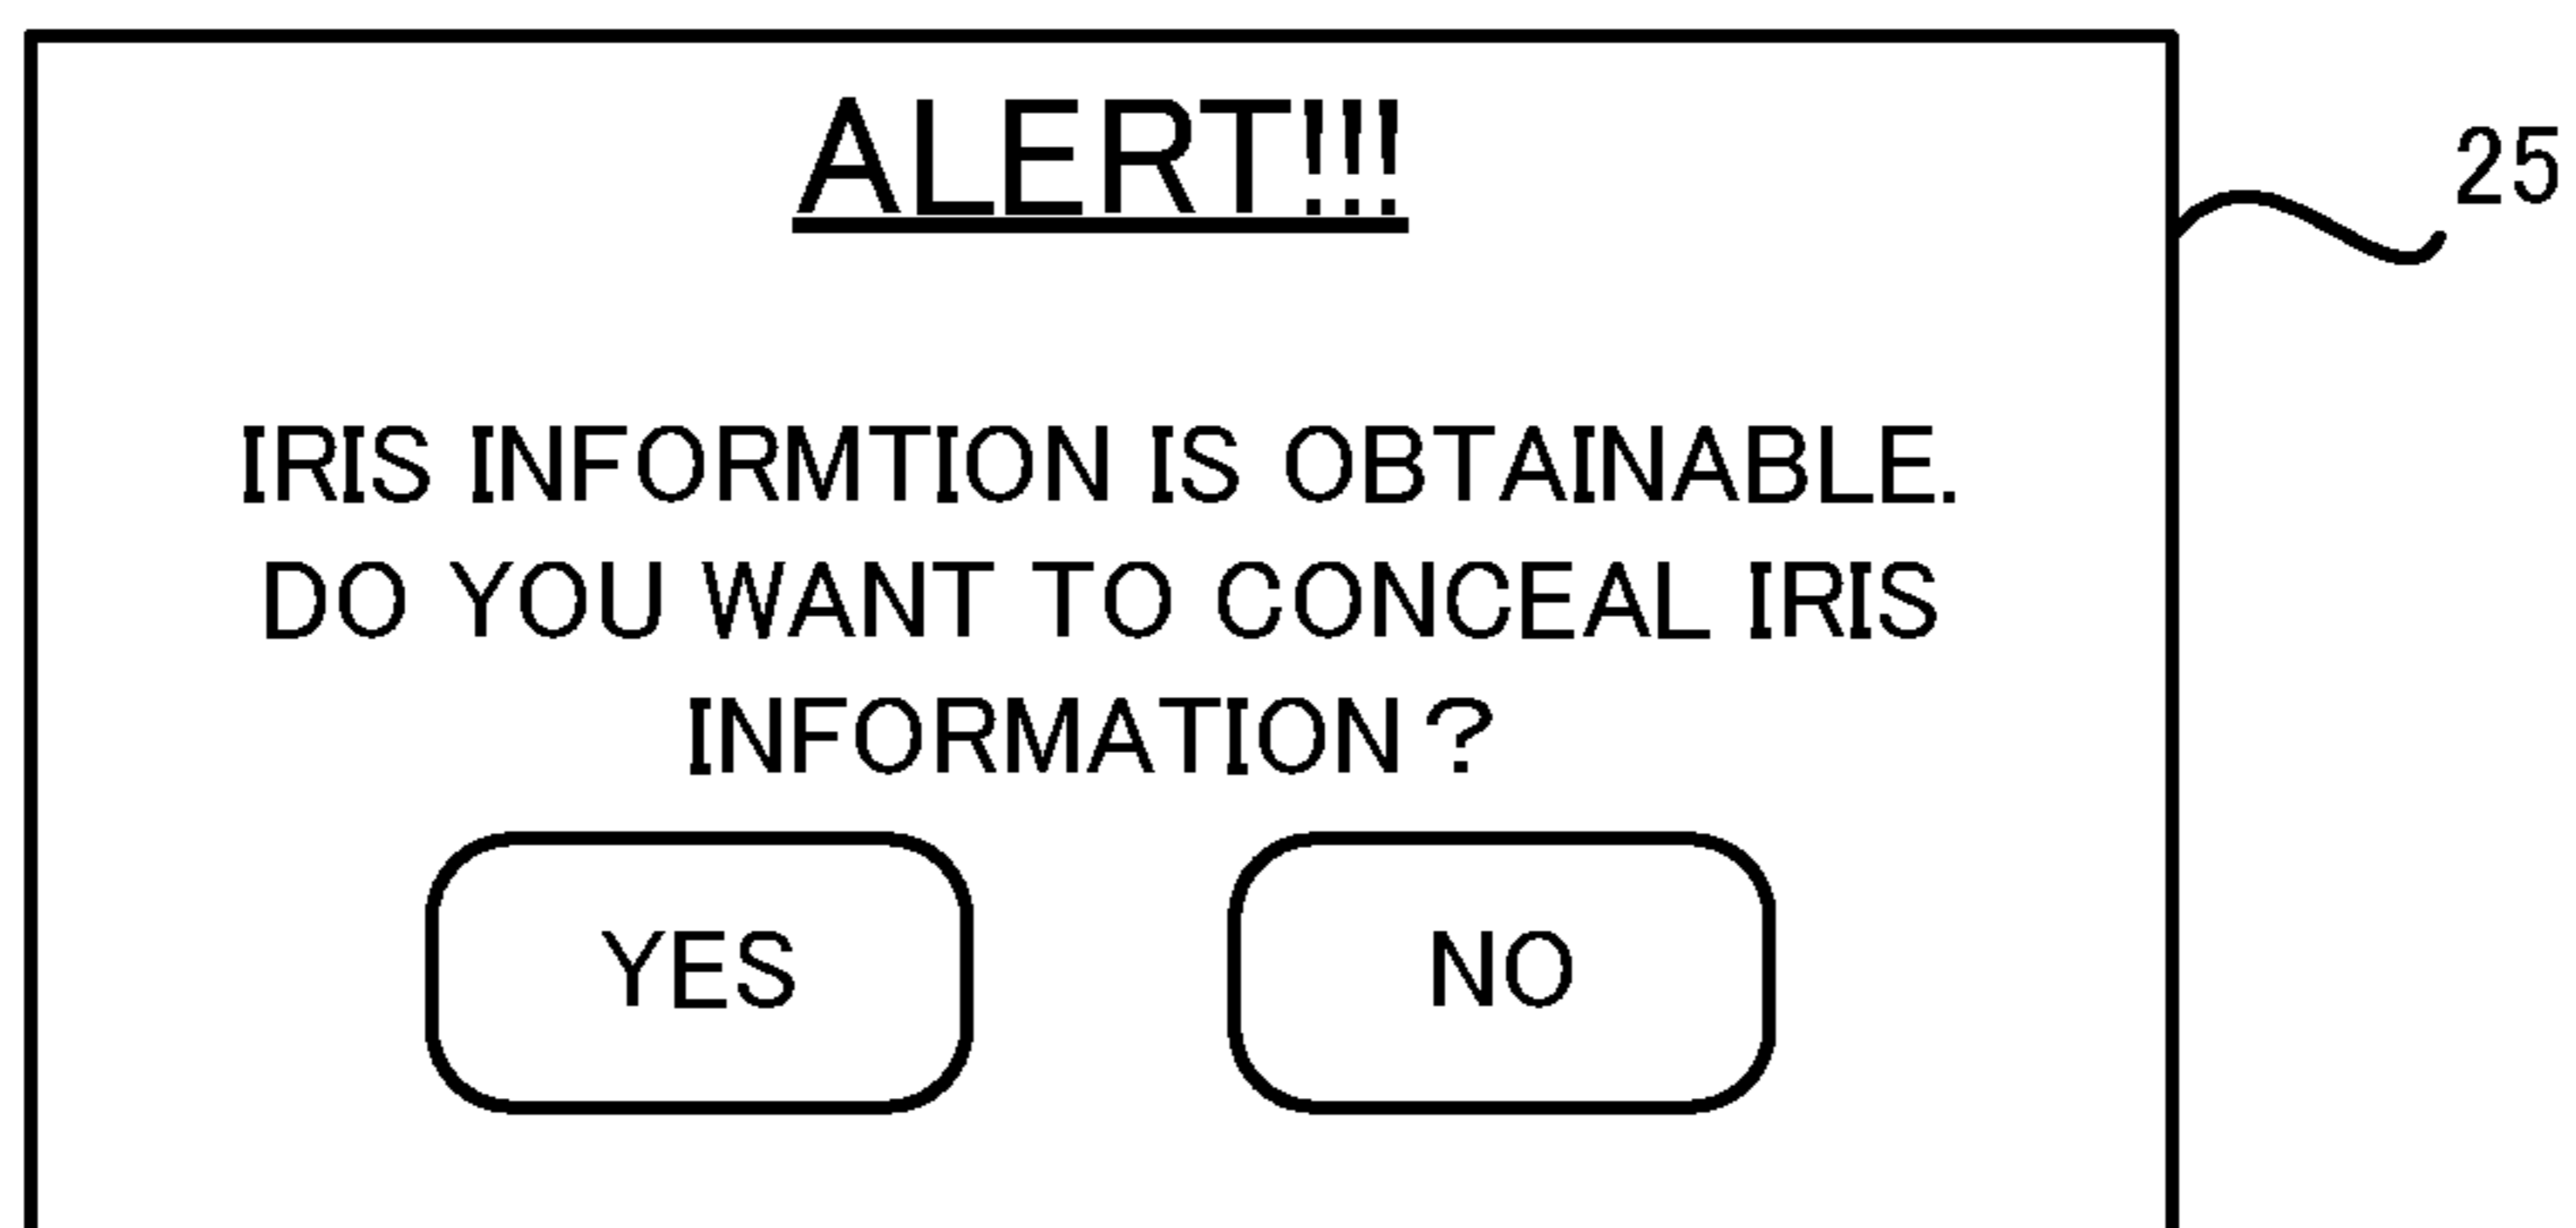 ALERT!!!
25
IRIS INFORMTION IS OBTAINABLE.
DO YOU WANT TO CONCEAL IRIS
INFORMATION?
YES
NO